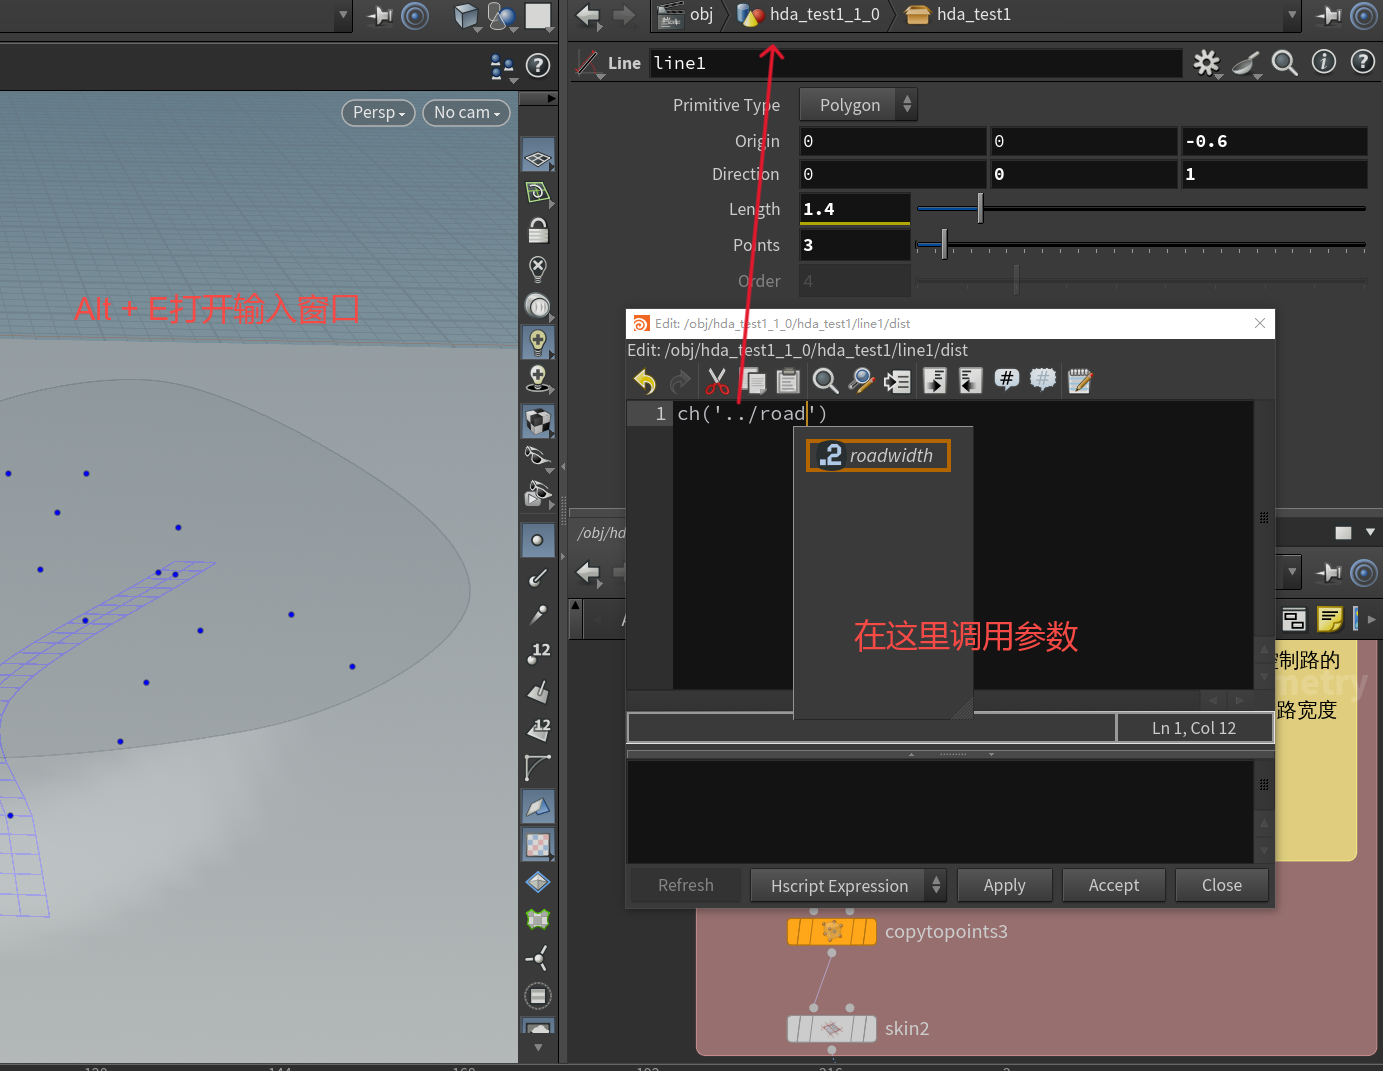 obj
hda_test1_1_0
hda_test1
Line
line1
Persp
No cam
Primitive Type
Polygon
Origin
0
0
-0.6
Direction
0
0
1
Length
1.4
Points
3
Order
4
Alt + E打开输入窗口
Edit: /obj/hda_test1_1_0/hda_test1/line1/dist
Edit: /obj/hda_test1_1_0/hda_test1/line1/dist
1
ch('../road')
.2 roadwidth
/obj/hd
12
12
在这里调用参数
控制路的
metry
路宽度
Ln 1, Col 12
Refresh
Hscript Expression
Apply
Accept
Close
copytopoints3
skin2